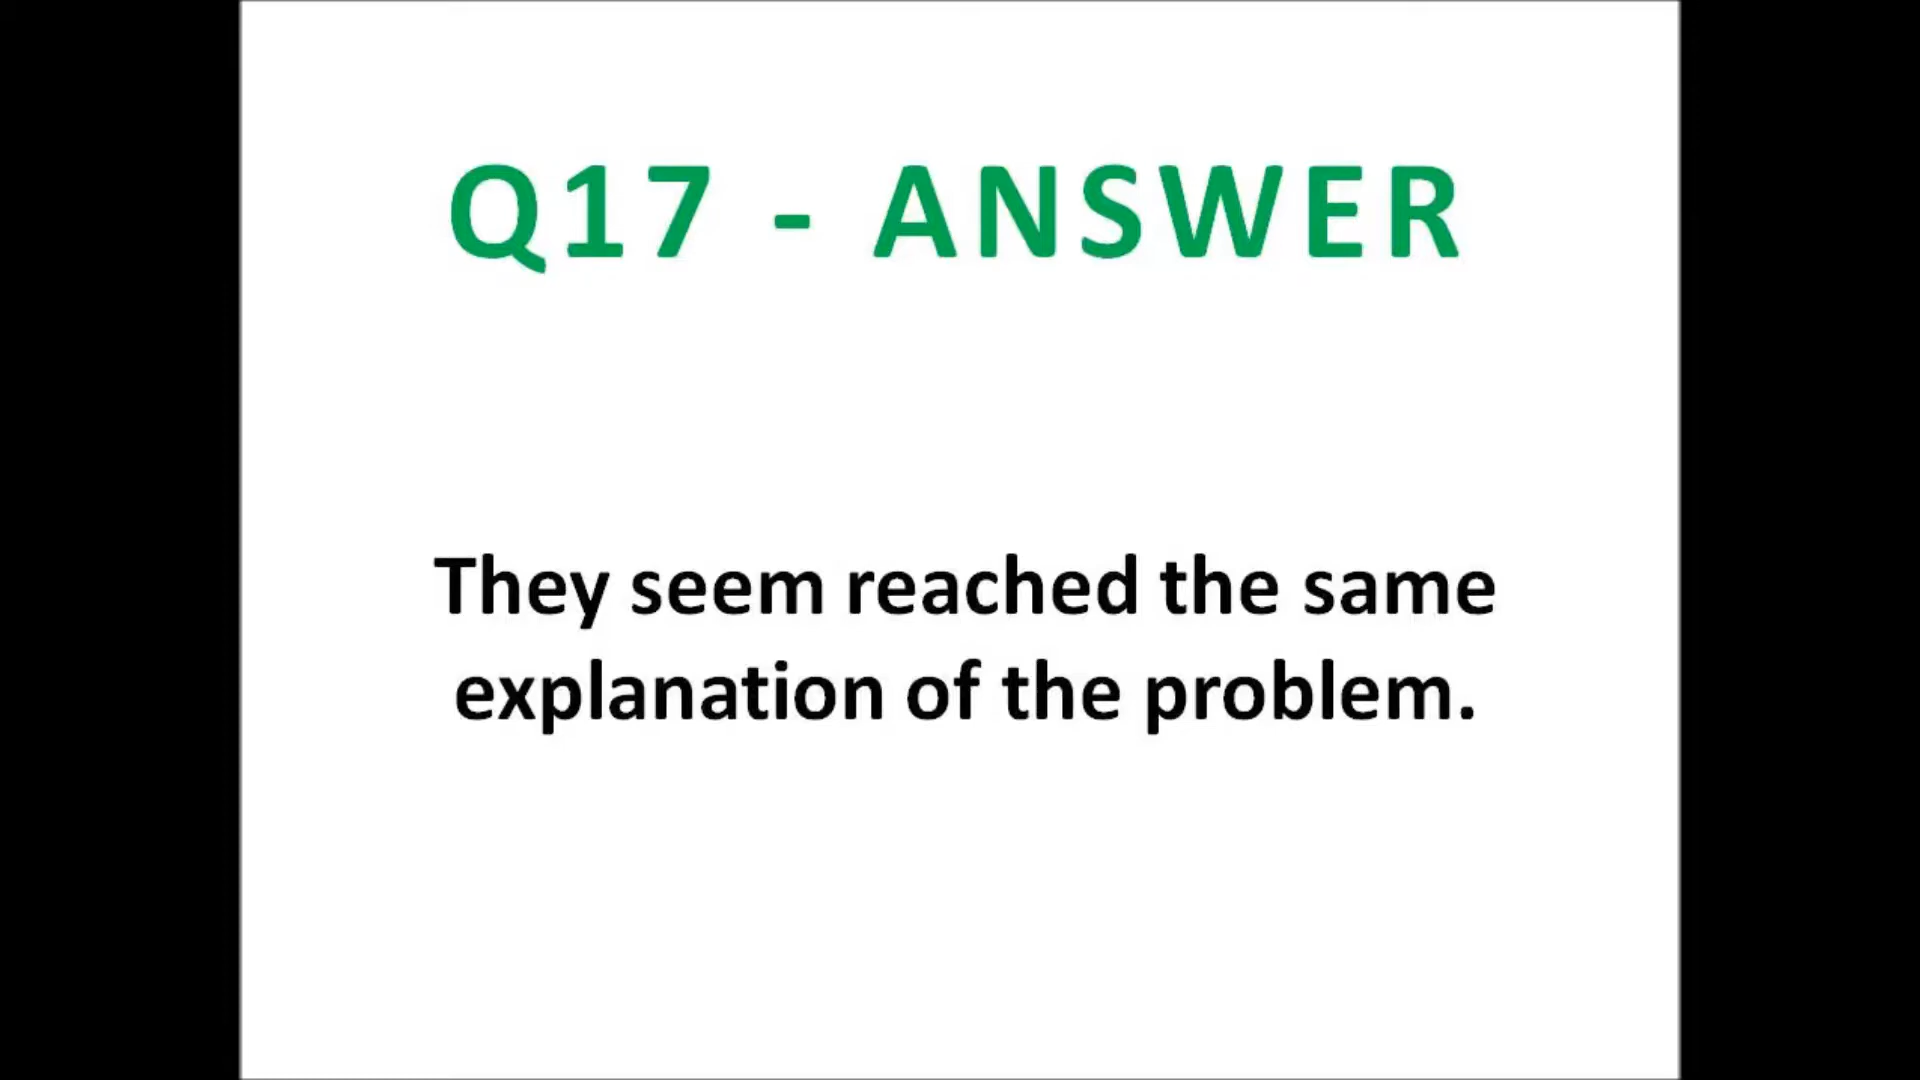 Q17 - ANSWER
They seem reached the same
explanation of the problem.